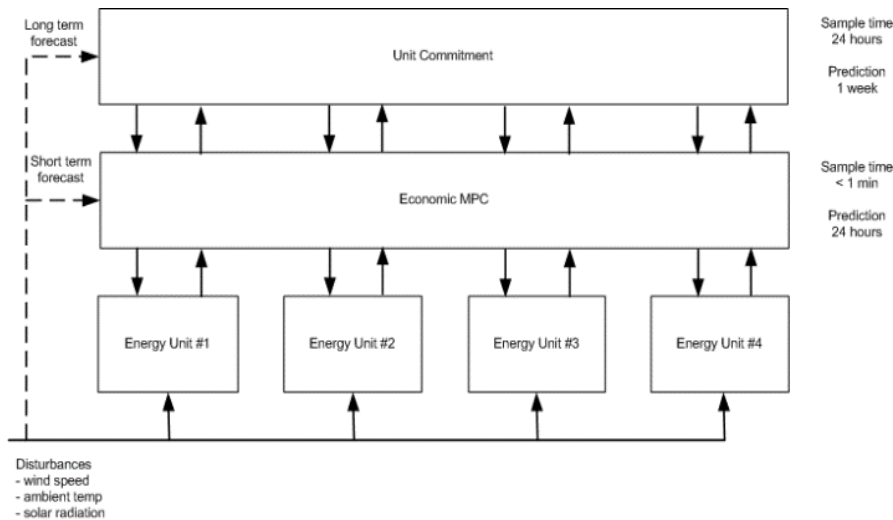 Long term
forecast
Unit Commitment
Sample time
24 hours
Prediction
1 week
Short term
forecast
Economic MPC
Sample time
< 1 min
Prediction
24 hours
Energy Unit #1
Energy Unit #2
Energy Unit #3
Energy Unit #4
Disturbances
- wind speed
- ambient temp
- solar radiation